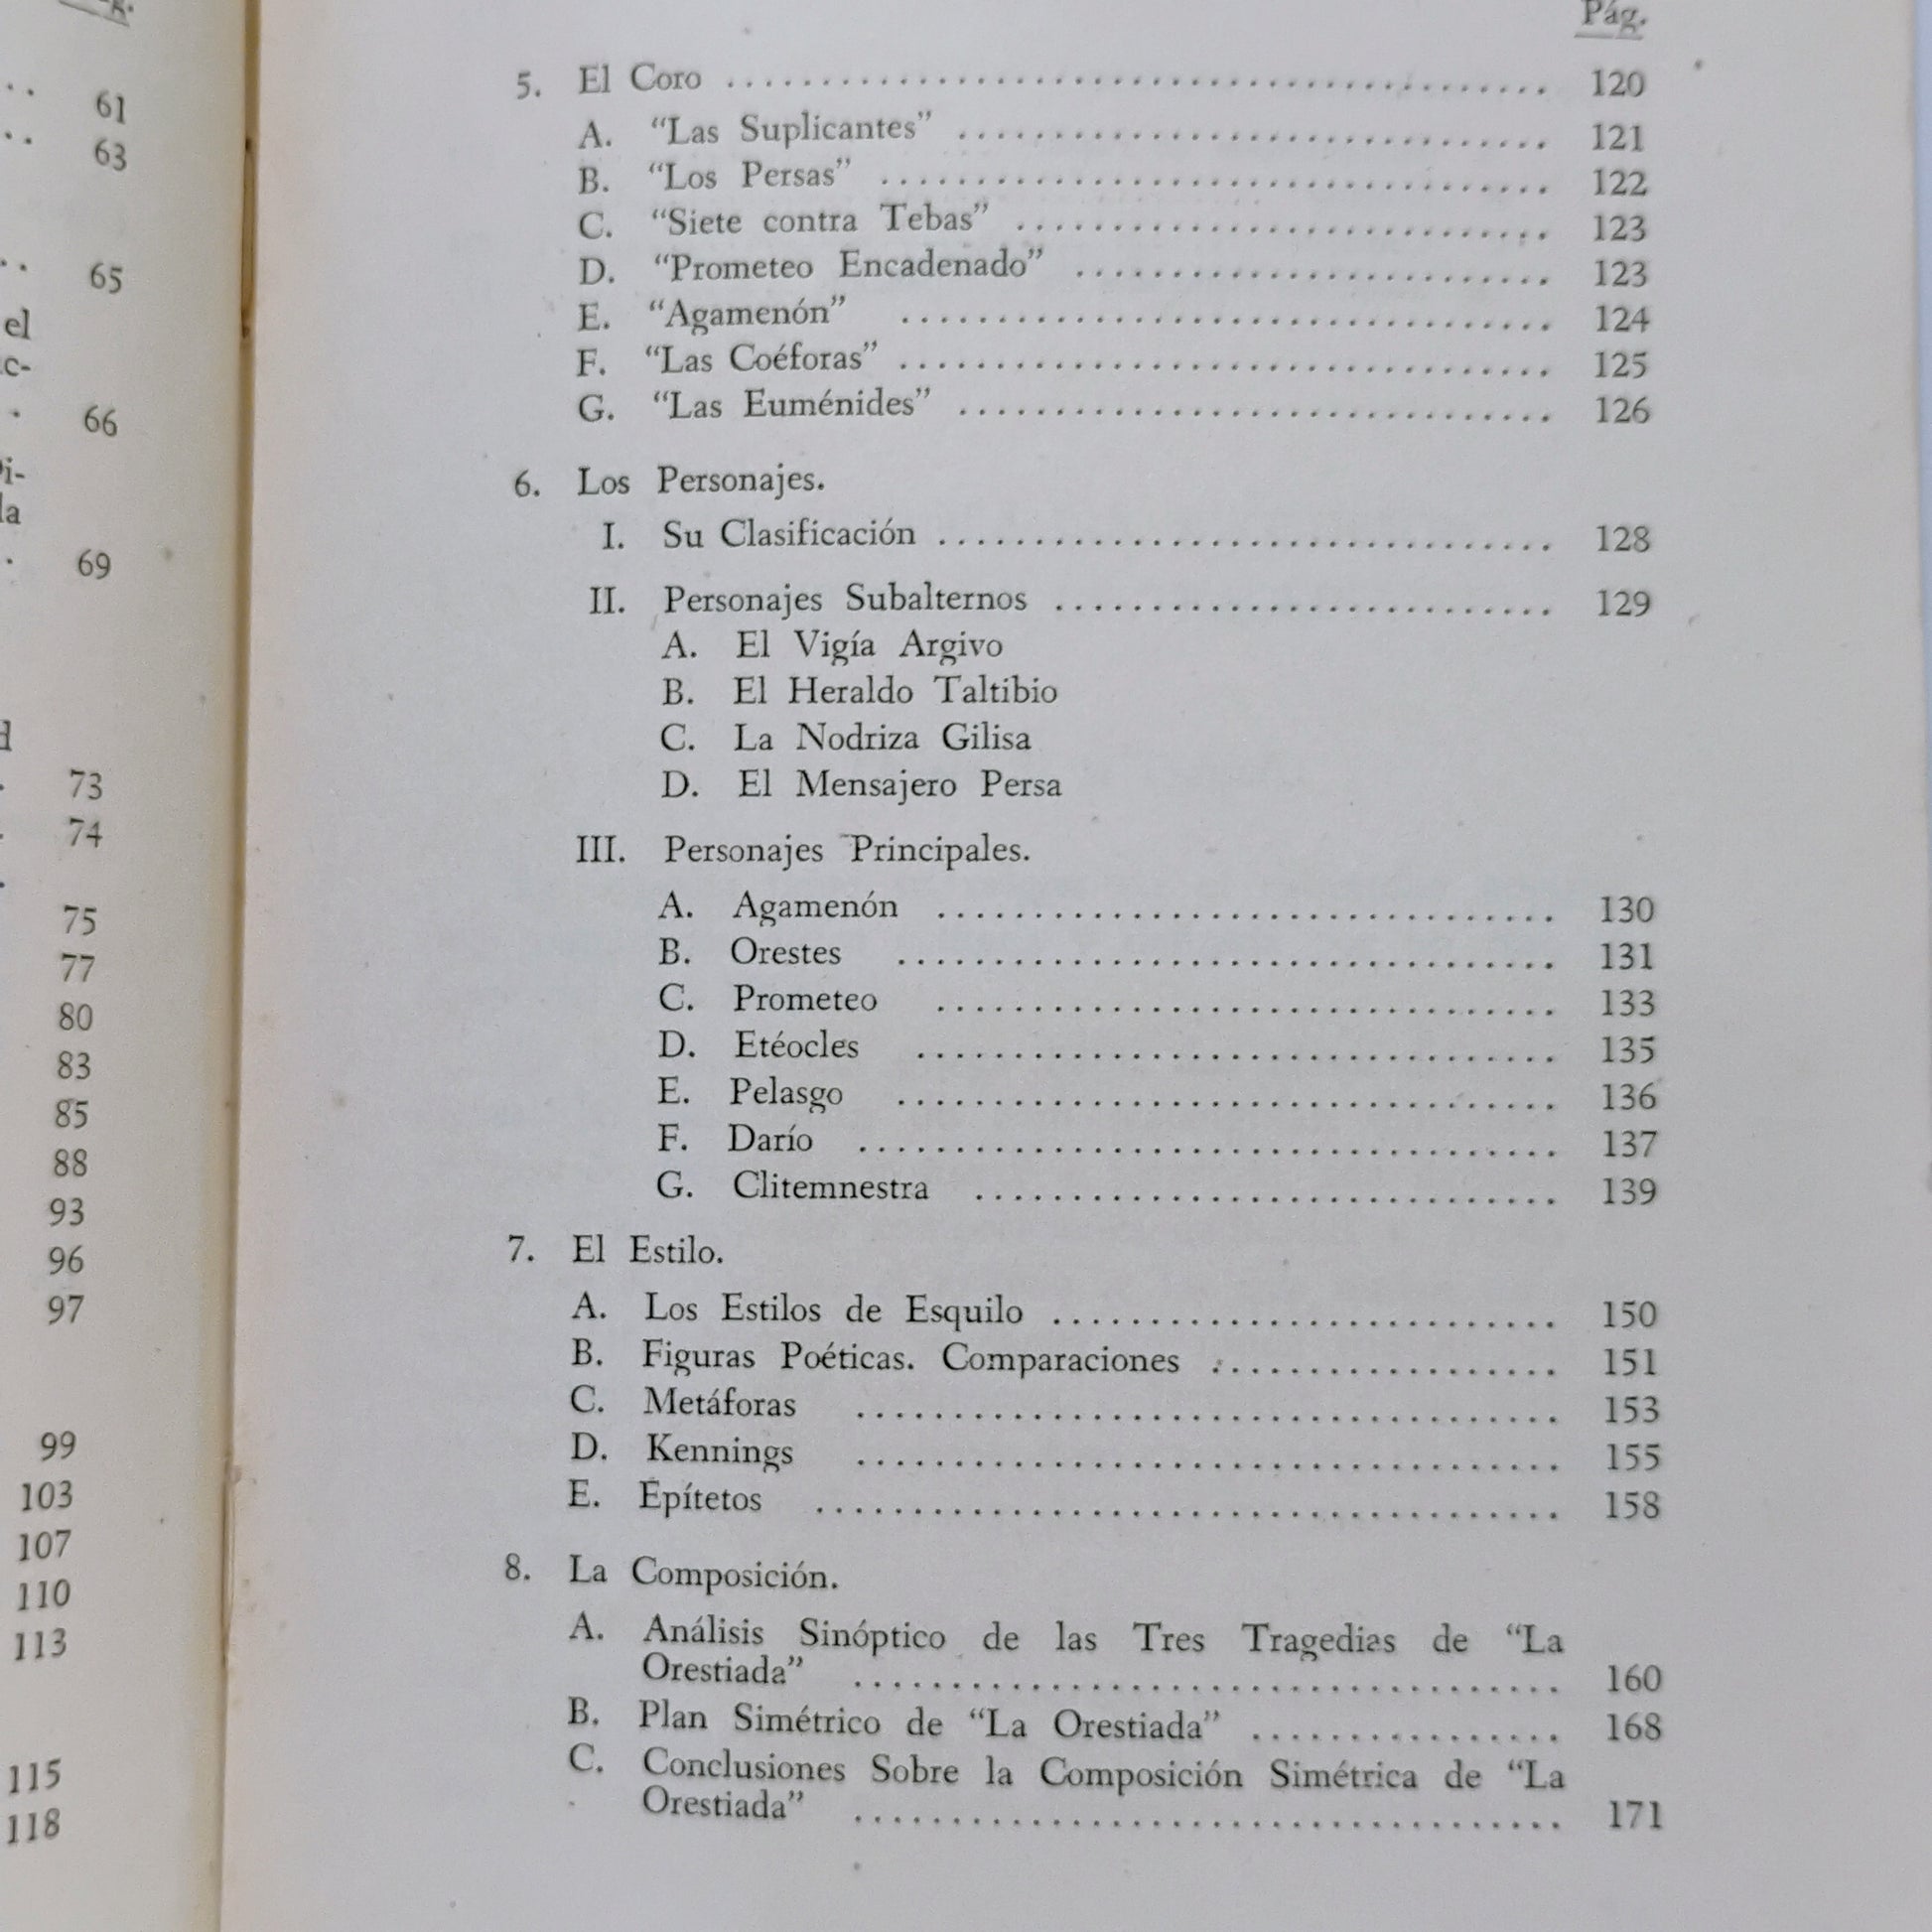 61
63
65
el
c-
66
i-
la
69
73
74
75
77
80
83
85
88
93
96
97
99
103
107
110
113
115
118
Pág.
5. El Coro ........ 120
A. “Las Suplicantes” ........ 121
B. “Los Persas” ........ 122
C. “Siete contra Tebas” ........ 123
D. “Prometeo Encadenado” ........ 123
E. “Agamenón” ........ 124
F. “Las Coéforas” ........ 125
G. “Las Euménides” ........ 126
6. Los Personajes.
I. Su Clasificación ........ 128
II. Personajes Subalternos ........ 129
A. El Vigía Argivo
B. El Heraldo Taltibio
C. La Nodriza Gilisa
D. El Mensajero Persa
III. Personajes Principales.
A. Agamenón ........ 130
B. Orestes ........ 131
C. Prometeo ........ 133
D. Etéocles ........ 135
E. Pelasgo ........ 136
F. Darío ........ 137
G. Clitemnestra ........ 139
7. El Estilo.
A. Los Estilos de Esquilo ........ 150
B. Figuras Poéticas. Comparaciones ........ 151
C. Metáforas ........ 153
D. Kennings ........ 155
E. Epítetos ........ 158
8. La Composición.
A. Análisis Sinóptico de las Tres Tragedias de “La
Orestiada” ........ 160
B. Plan Simétrico de “La Orestiada” ........ 168
C. Conclusiones Sobre la Composición Simétrica de “La
Orestiada” ........ 171